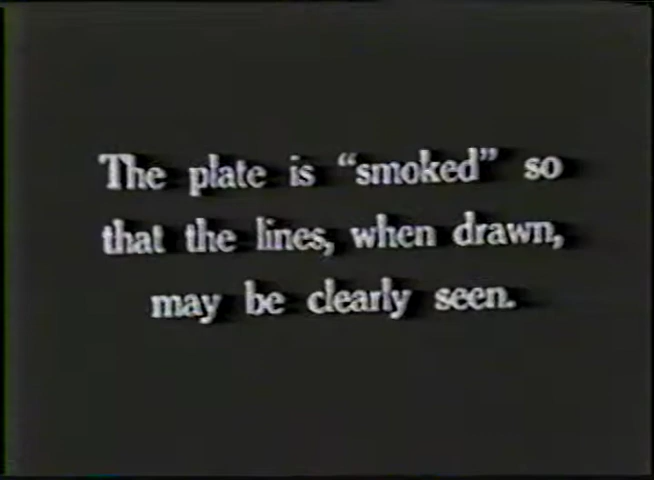 The plate is “smoked” so
that the lines, when drawn,
may be clearly seen.